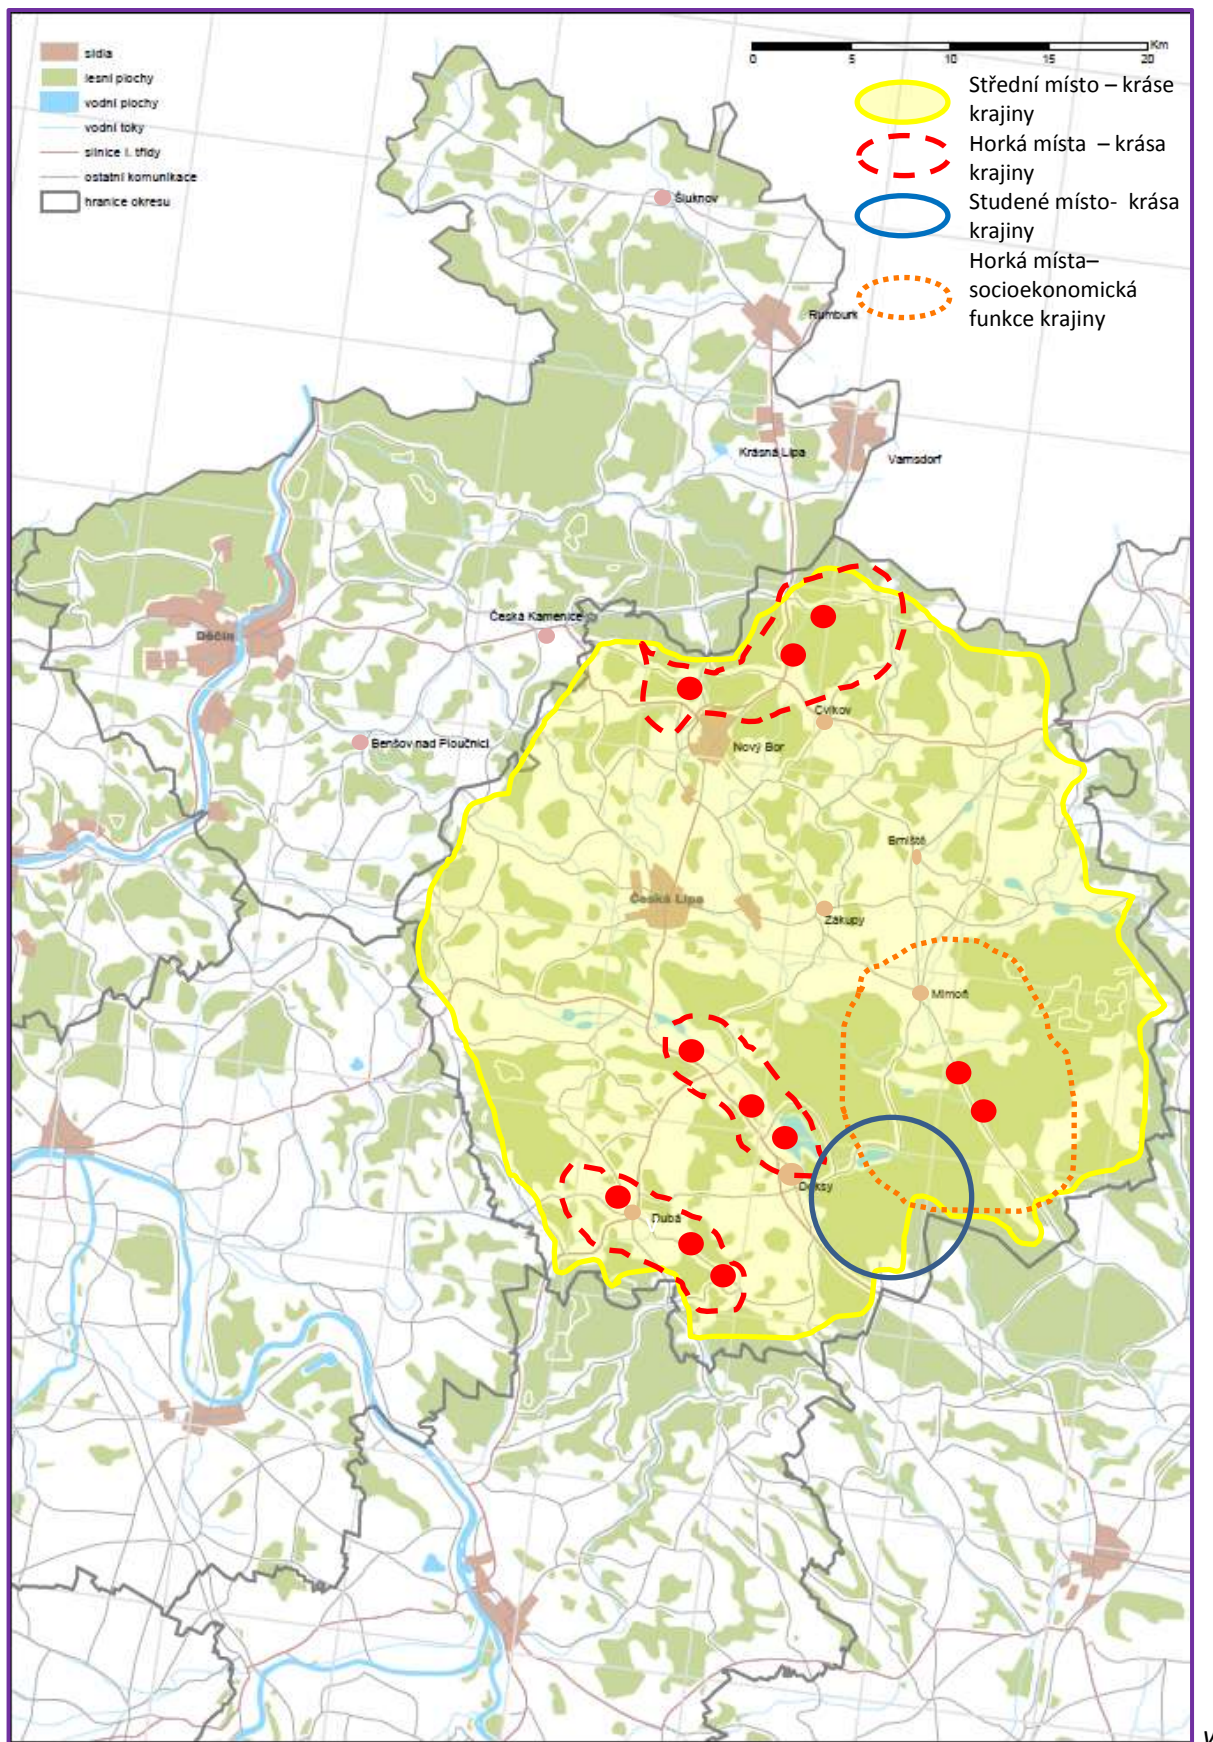 sídla
lesní plochy
vodní plochy
vodní toky
silnice I. třídy
ostatní komunikace
hranice okresu
Km
0 5 10 15 20
Střední místo – kráse
krajiny
Horká místa – krása
krajiny
Studené místo- krása
krajiny
Horká místa–
socioekonomická
funkce krajiny
Šluknov
Rumburk
Krásná Lípa
Varnsdorf
Česká Kamenice
Děčín
Cvikov
Benšov nad Ploučnicí
Nový Bor
Brniště
Česká Lípa
Zákupy
Mimoň
Doksy
Dubá
V